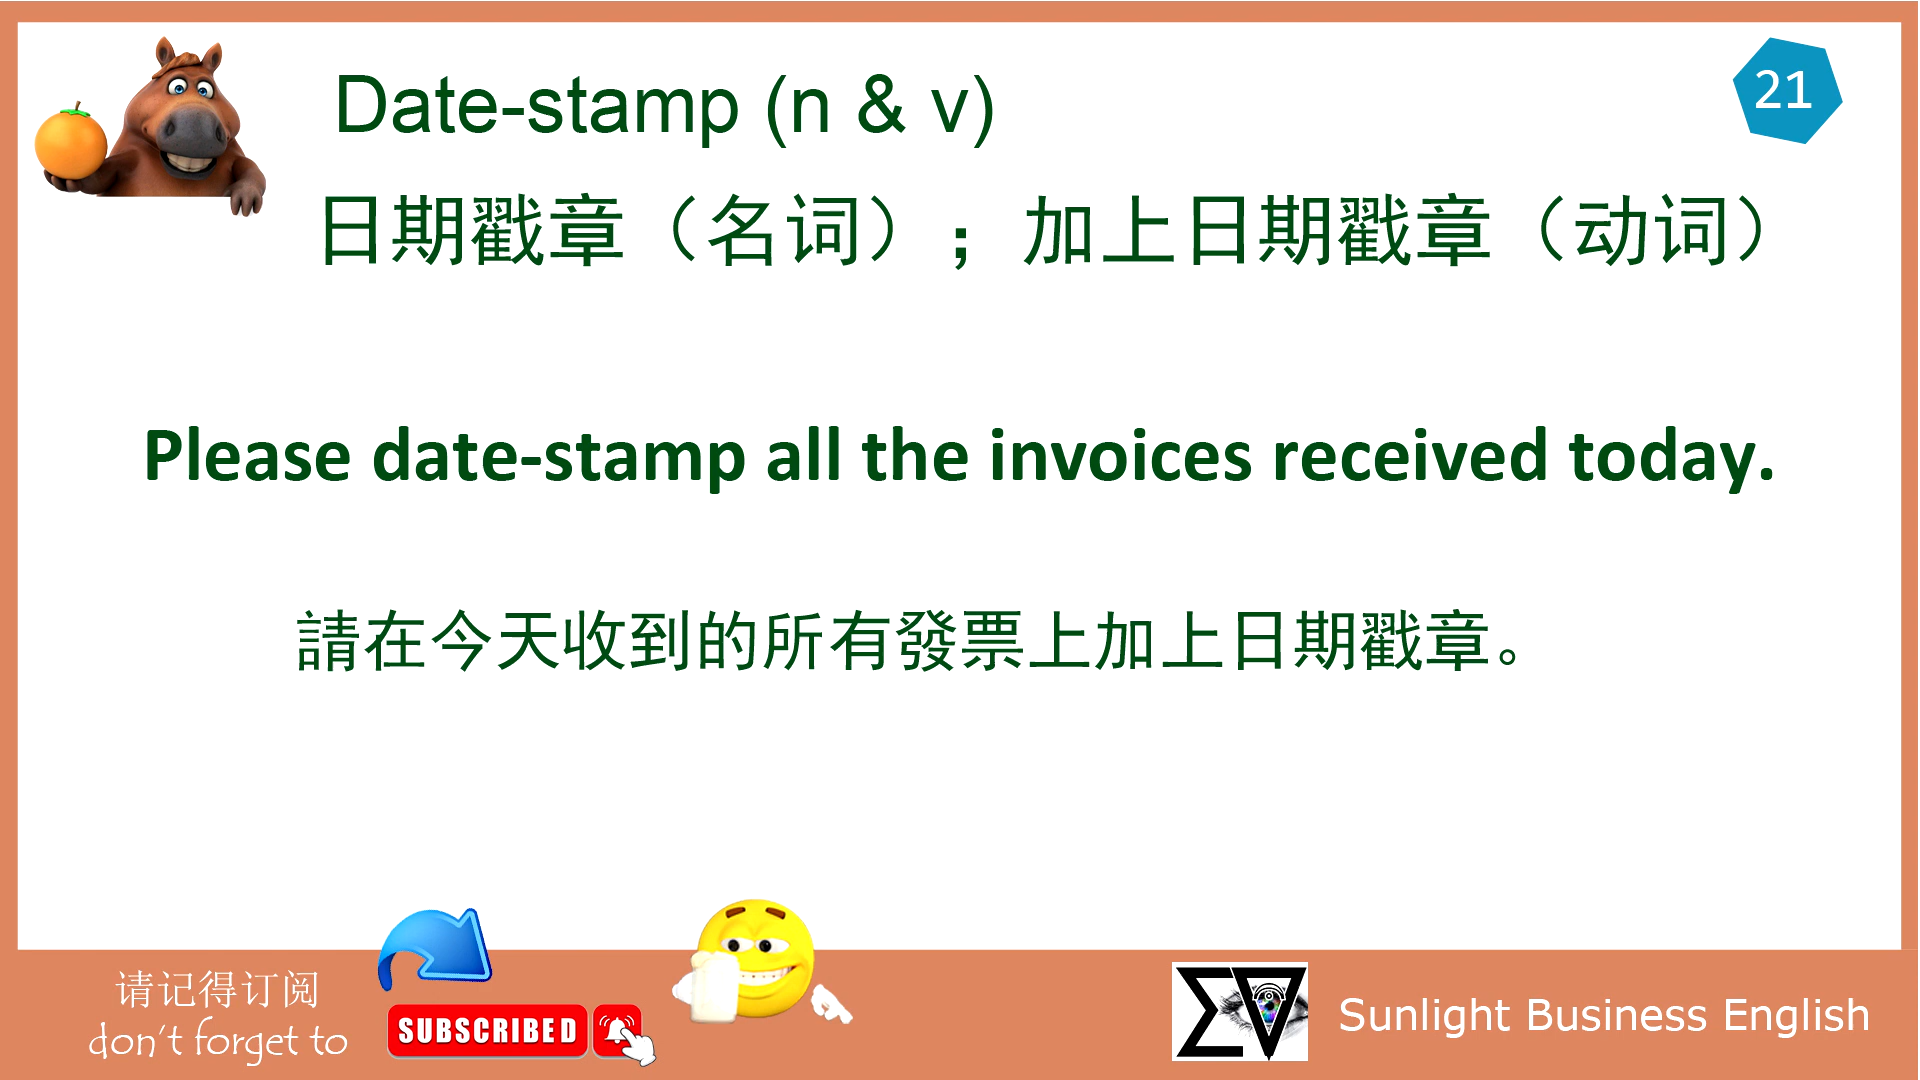 Date-stamp (n & v)
21
日期戳章（名词）；加上日期戳章（动词）
Please date-stamp all the invoices received today.
請在今天收到的所有發票上加上日期戳章。
请记得订阅
don't forget to
SUBSCRIBED
Sunlight Business English